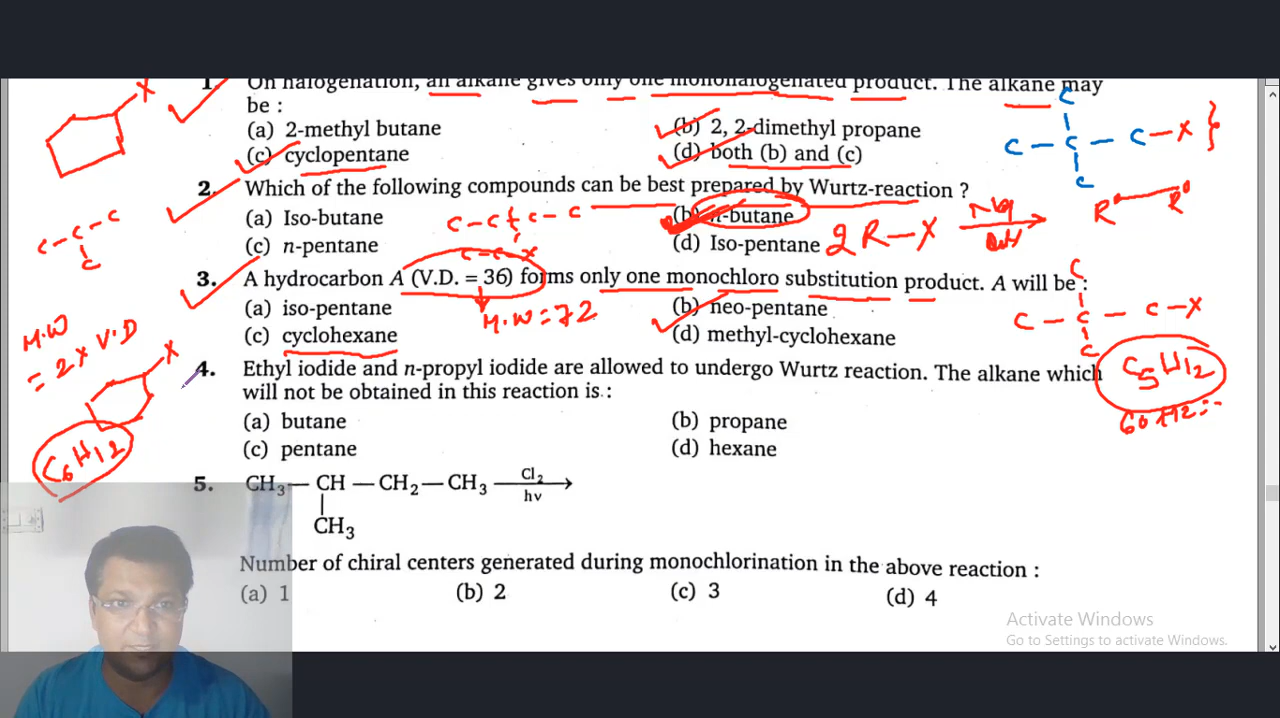 1. On halogenation, an alkane gives only one monohalogenated product. The alkane may
be :
(a) 2-methyl butane (b) 2, 2-dimethyl propane
(c) cyclopentane (d) both (b) and (c)
2. Which of the following compounds can be best prepared by Wurtz-reaction ?
(a) Iso-butane (b) n-butane
(c) n-pentane (d) Iso-pentane
3. A hydrocarbon A (V.D. = 36) forms only one monochloro substitution product. A will be :
(a) iso-pentane (b) neo-pentane
(c) cyclohexane (d) methyl-cyclohexane
4. Ethyl iodide and n-propyl iodide are allowed to undergo Wurtz reaction. The alkane which
will not be obtained in this reaction is :
(a) butane (b) propane
(c) pentane (d) hexane
5. CH3— CH —CH2—CH3 Cl2
hν
CH3
Number of chiral centers generated during monochlorination in the above reaction :
(a) 1 (b) 2 (c) 3 (d) 4
X
C
C — C — C — X
C
C — C — C
C
2 R — X
R — R
M.W = 72
M.W
= 2 x V.D
X
C6H12
C
C — C — C — X
C
C5H12
60+12=
Activate Windows
Go to Settings to activate Windows.